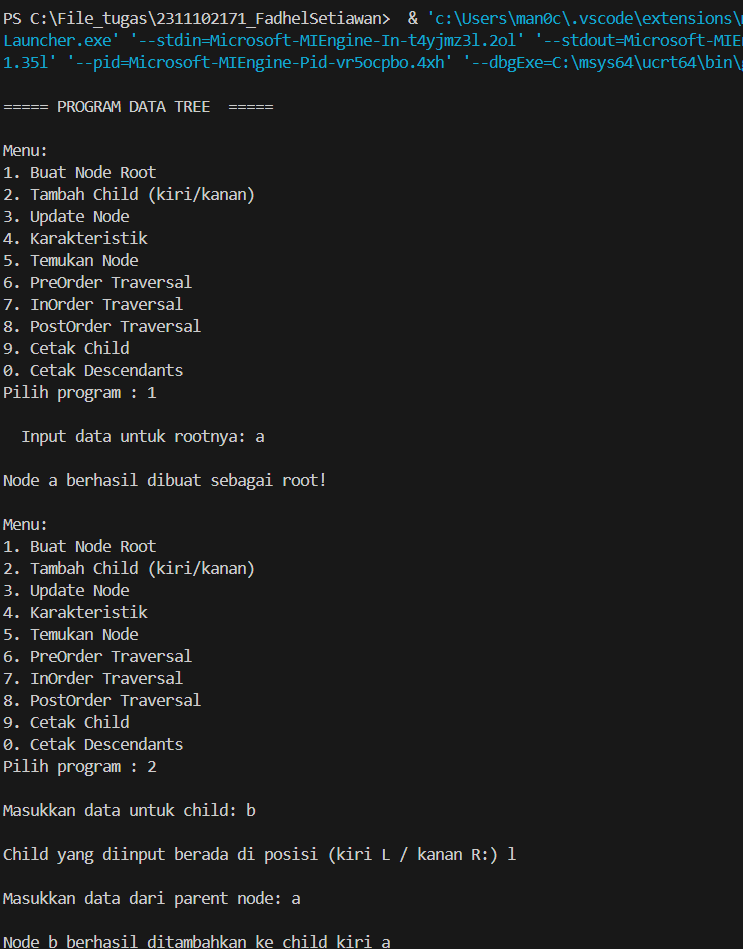 PS C:\File_tugas\2311102171_FadhelSetiawan>  & 'c:\Users\man0c\.vscode\extensions\
Launcher.exe' '--stdin=Microsoft-MIEngine-In-t4yjmz3l.2ol' '--stdout=Microsoft-MIE
1.35l' '--pid=Microsoft-MIEngine-Pid-vr5ocpbo.4xh' '--dbgExe=C:\msys64\ucrt64\bin\
===== PROGRAM DATA TREE  =====
Menu:
1. Buat Node Root
2. Tambah Child (kiri/kanan)
3. Update Node
4. Karakteristik
5. Temukan Node
6. PreOrder Traversal
7. InOrder Traversal
8. PostOrder Traversal
9. Cetak Child
0. Cetak Descendants
Pilih program : 1
Input data untuk rootnya: a
Node a berhasil dibuat sebagai root!
Menu:
1. Buat Node Root
2. Tambah Child (kiri/kanan)
3. Update Node
4. Karakteristik
5. Temukan Node
6. PreOrder Traversal
7. InOrder Traversal
8. PostOrder Traversal
9. Cetak Child
0. Cetak Descendants
Pilih program : 2
Masukkan data untuk child: b
Child yang diinput berada di posisi (kiri L / kanan R:) l
Masukkan data dari parent node: a
Node b berhasil ditambahkan ke child kiri a